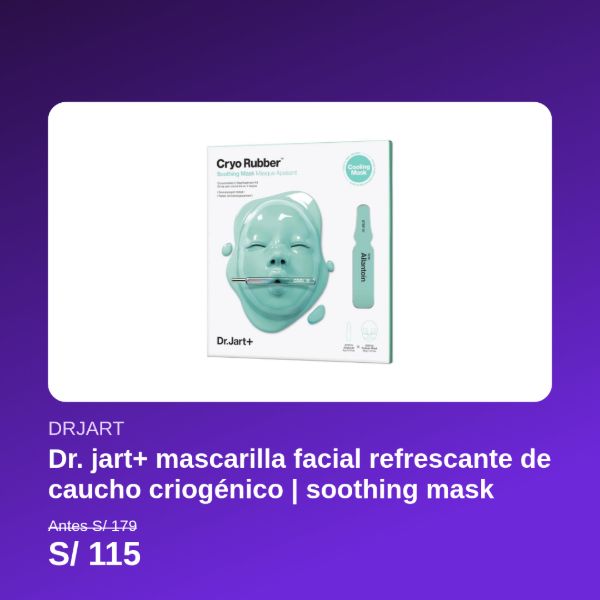 Cryo Rubber™
Soothing Mask Masque Apaisant
Cooling
Mask
Allantoin
Dr.Jart+
DRJART
Dr. jart+ mascarilla facial refrescante de
caucho criogénico | soothing mask
Antes S/ 179
S/ 115